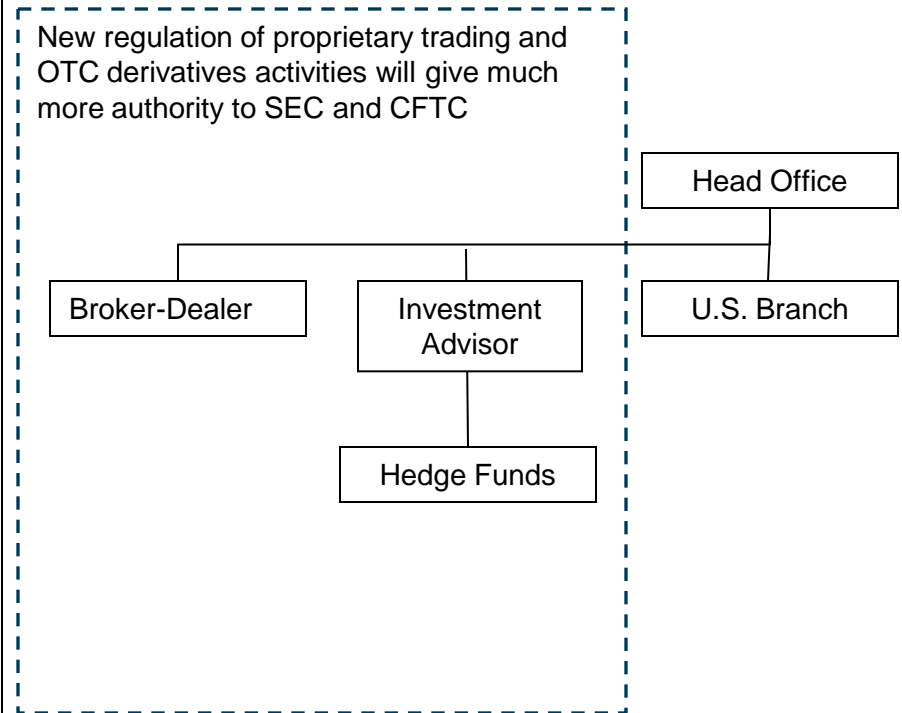 New regulation of proprietary trading and
OTC derivatives activities will give much
more authority to SEC and CFTC
Head Office
Broker-Dealer
Investment
Advisor
U.S. Branch
Hedge Funds